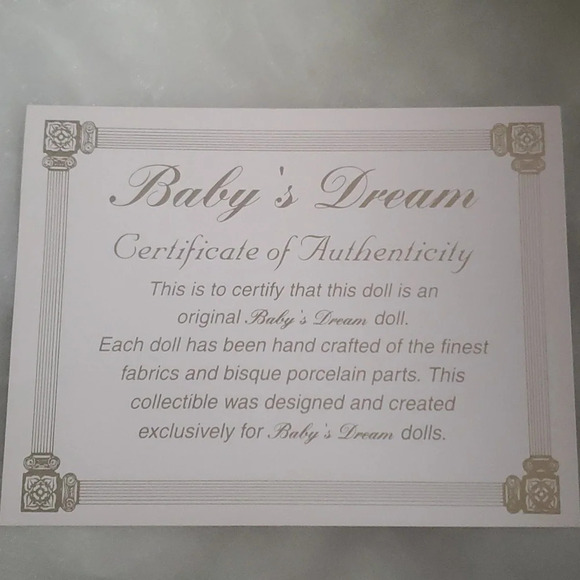 Baby's Dream
Certificate of Authenticity
This is to certify that this doll is an
original Baby's Dream doll.
Each doll has been hand crafted of the finest
fabrics and bisque porcelain parts. This
collectible was designed and created
exclusively for Baby's Dream dolls.